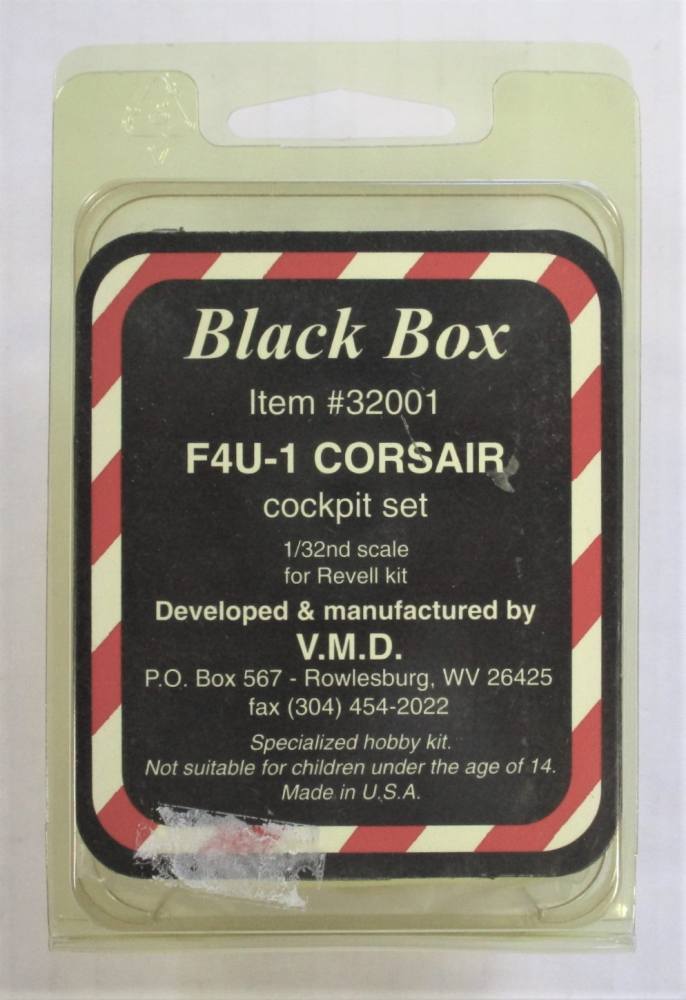 Black Box
Item #32001
F4U-1 CORSAIR
cockpit set
1/32nd scale
for Revell kit
Developed & manufactured by
V.M.D.
P.O. Box 567 - Rowlesburg, WV 26425
fax (304) 454-2022
Specialized hobby kit.
Not suitable for children under the age of 14.
Made in U.S.A.